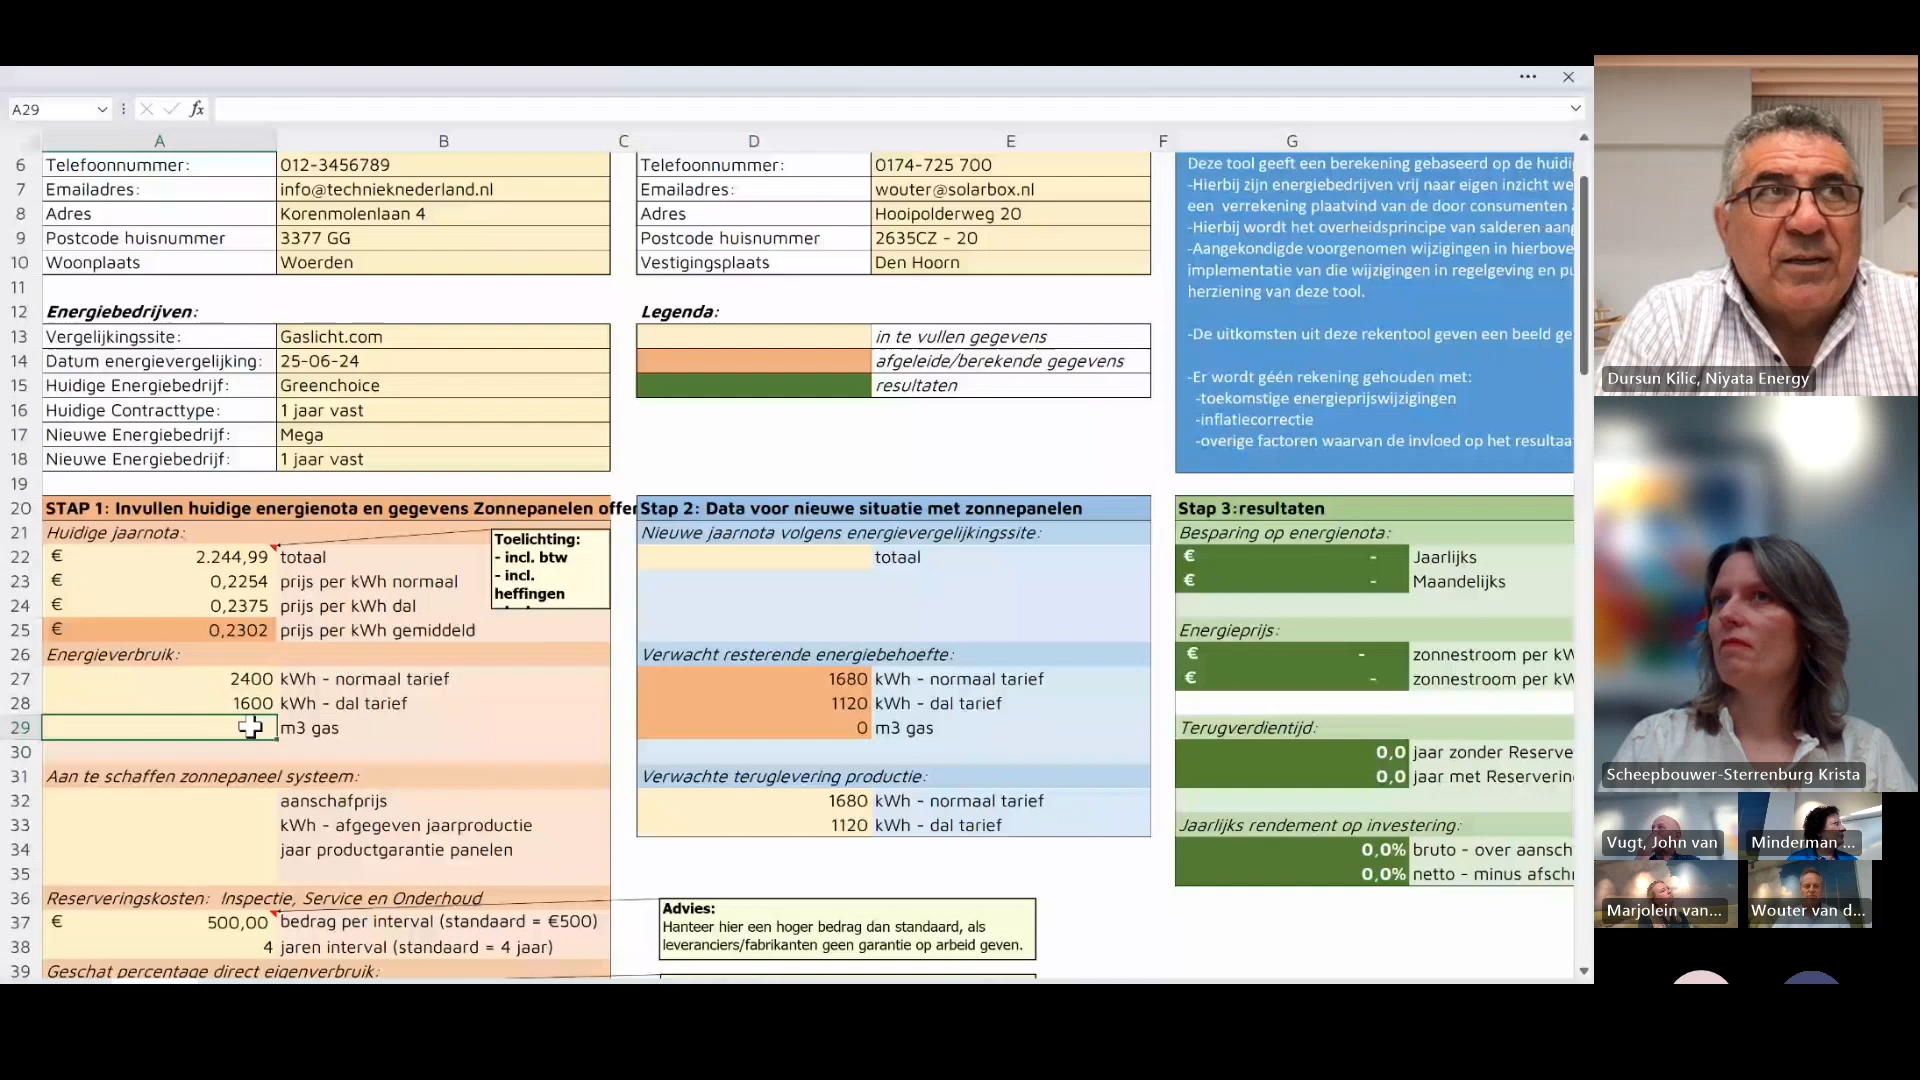 A29
fx
A B C D E F G
6 Telefoonnummer: 012-3456789 Telefoonnummer: 0174-725 700
7 Emailadres: info@technieknederland.nl Emailadres: wouter@solarbox.nl
8 Adres Korenmolenlaan 4 Adres Hooipolderweg 20
9 Postcode huisnummer 3377 GG Postcode huisnummer 2635CZ - 20
10 Woonplaats Woerden Vestigingsplaats Den Hoorn
11
12 Energiebedrijven: Legenda:
13 Vergelijkingssite: Gaslicht.com in te vullen gegevens
14 Datum energievergelijking: 25-06-24 afgeleide/berekende gegevens
15 Huidige Energiebedrijf: Greenchoice resultaten
16 Huidige Contracttype: 1 jaar vast
17 Nieuwe Energiebedrijf: Mega
18 Nieuwe Energiebedrijf: 1 jaar vast
19
Deze tool geeft een berekening gebaseerd op de huidi
-Hierbij zijn energiebedrijven vrij naar eigen inzicht we
een verrekening plaatvind van de door consumenten
-Hierbij wordt het overheidsprincipe van salderen aang
-Aangekondigde voorgenomen wijzigingen in hierbove
implementatie van die wijzigingen in regelgeving en pu
herziening van deze tool.
-De uitkomsten uit deze rekentool geven een beeld ge
-Er wordt géén rekening gehouden met:
-toekomstige energieprijswijzigingen
-inflatiecorrectie
-overige factoren waarvan de invloed op het resultaa
20 STAP 1: Invullen huidige energienota en gegevens Zonnepanelen offer Stap 2: Data voor nieuwe situatie met zonnepanelen Stap 3:resultaten
21 Huidige jaarnota: Nieuwe jaarnota volgens energievergelijkingssite: Besparing op energienota:
22 € 2.244,99 totaal totaal € - Jaarlijks
23 € 0,2254 prijs per kWh normaal € - Maandelijks
24 € 0,2375 prijs per kWh dal
25 € 0,2302 prijs per kWh gemiddeld Energieprijs:
Toelichting:
- incl. btw
- incl.
heffingen
26 Energieverbruik: Verwacht resterende energiebehoefte: € - zonnestroom per kW
27 2400 kWh - normaal tarief 1680 kWh - normaal tarief € - zonnestroom per kW
28 1600 kWh - dal tarief 1120 kWh - dal tarief
29 m3 gas 0 m3 gas Terugverdientijd:
30 0,0 jaar zonder Reserve
31 Aan te schaffen zonnepaneel systeem: Verwachte teruglevering productie: 0,0 jaar met Reservering
32 aanschafprijs 1680 kWh - normaal tarief
33 kWh - afgegeven jaarproductie 1120 kWh - dal tarief Jaarlijks rendement op investering:
34 jaar productgarantie panelen 0,0% bruto - over aansch
35 0,0% netto - minus afschr
36 Reserveringskosten: Inspectie, Service en Onderhoud
37 € 500,00 bedrag per interval (standaard = €500)
38 4 jaren interval (standaard = 4 jaar)
39 Geschat percentage direct eigenverbruik:
Advies:
Hanteer hier een hoger bedrag dan standaard, als
leveranciers/fabrikanten geen garantie op arbeid geven.
Dursun Kilic, Niyata Energy
Scheepbouwer-Sterrenburg Krista
Vugt, John van
Minderman ...
Marjolein van...
Wouter van d...